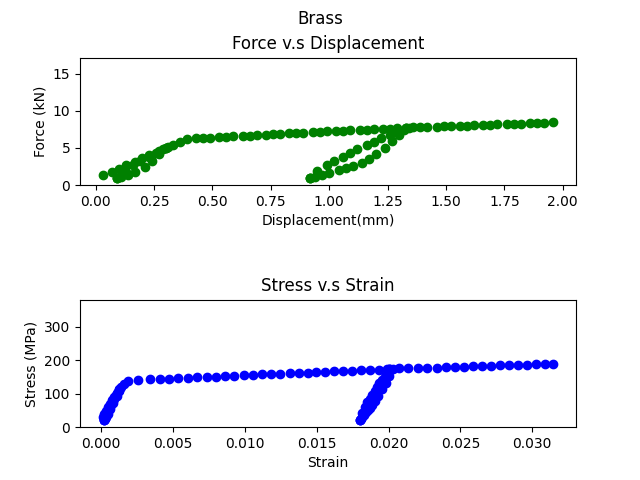 Brass
Force v.s Displacement
15
10
5
0
Force (kN)
0.00 0.25 0.50 0.75 1.00 1.25 1.50 1.75 2.00
Displacement(mm)
Stress v.s Strain
300
200
100
0
Stress (MPa)
0.000 0.005 0.010 0.015 0.020 0.025 0.030
Strain